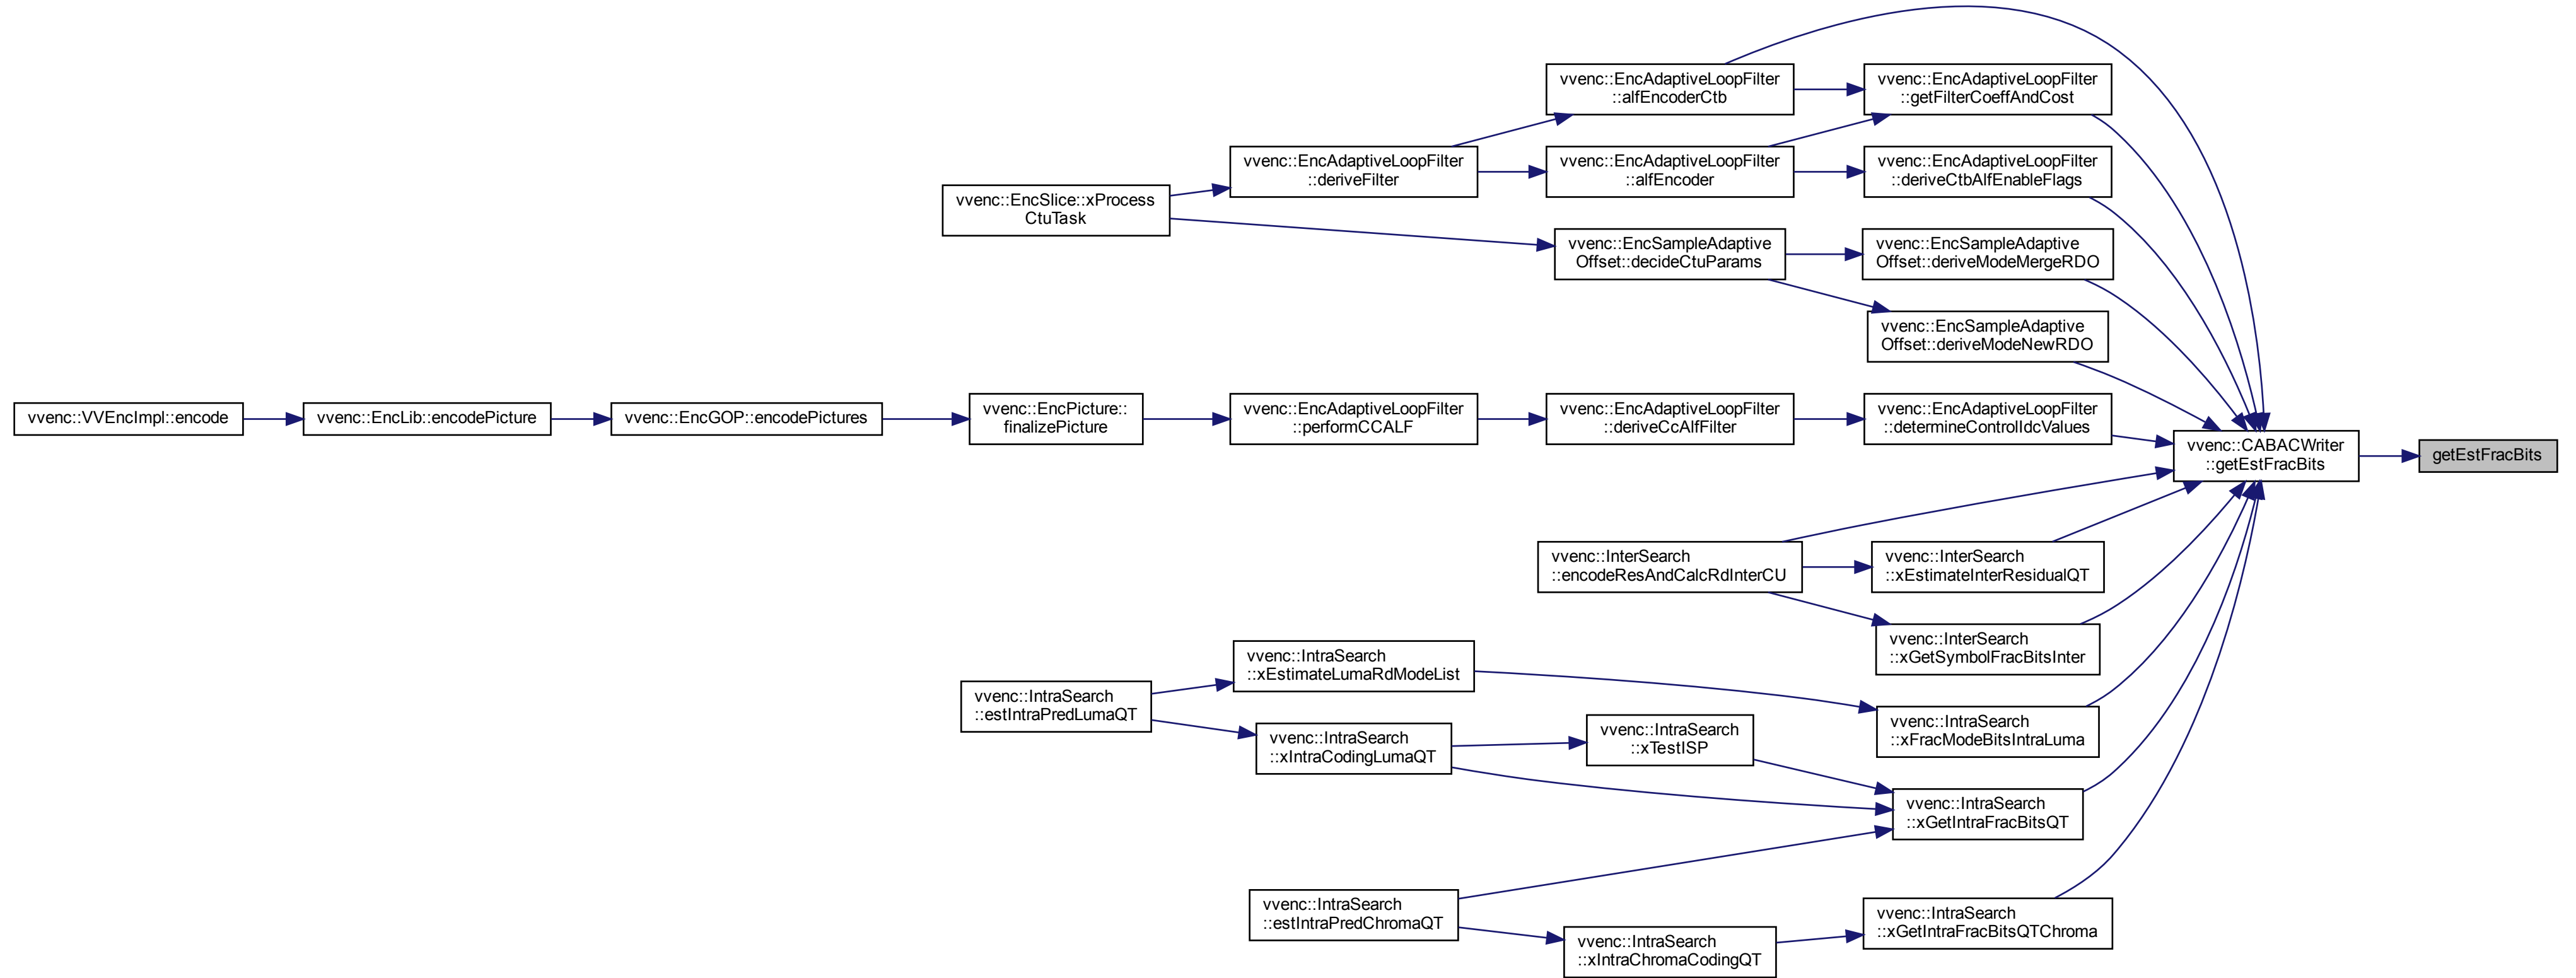 vvenc::EncAdaptiveLoopFilter
::alfEncoderCtb
vvenc::EncAdaptiveLoopFilter
::getFilterCoeffAndCost
vvenc::EncAdaptiveLoopFilter
::deriveFilter
vvenc::EncAdaptiveLoopFilter
::alfEncoder
vvenc::EncAdaptiveLoopFilter
::deriveCtbAlfEnableFlags
vvenc::EncSlice::xProcess
CtuTask
vvenc::EncSampleAdaptive
Offset::decideCtuParams
vvenc::EncSampleAdaptive
Offset::deriveModeMergeRDO
vvenc::EncSampleAdaptive
Offset::deriveModeNewRDO
vvenc::VVEncImpl::encode
vvenc::EncLib::encodePicture
vvenc::EncGOP::encodePictures
vvenc::EncPicture::
finalizePicture
vvenc::EncAdaptiveLoopFilter
::performCCALF
vvenc::EncAdaptiveLoopFilter
::deriveCcAlfFilter
vvenc::EncAdaptiveLoopFilter
::determineControlIdcValues
vvenc::CABACWriter
::getEstFracBits
getEstFracBits
vvenc::InterSearch
::encodeResAndCalcRdInterCU
vvenc::InterSearch
::xEstimateInterResidualQT
vvenc::InterSearch
::xGetSymbolFracBitsInter
vvenc::IntraSearch
::xEstimateLumaRdModeList
vvenc::IntraSearch
::estIntraPredLumaQT
vvenc::IntraSearch
::xIntraCodingLumaQT
vvenc::IntraSearch
::xTestISP
vvenc::IntraSearch
::xFracModeBitsIntraLuma
vvenc::IntraSearch
::xGetIntraFracBitsQT
vvenc::IntraSearch
::estIntraPredChromaQT
vvenc::IntraSearch
::xIntraChromaCodingQT
vvenc::IntraSearch
::xGetIntraFracBitsQTChroma